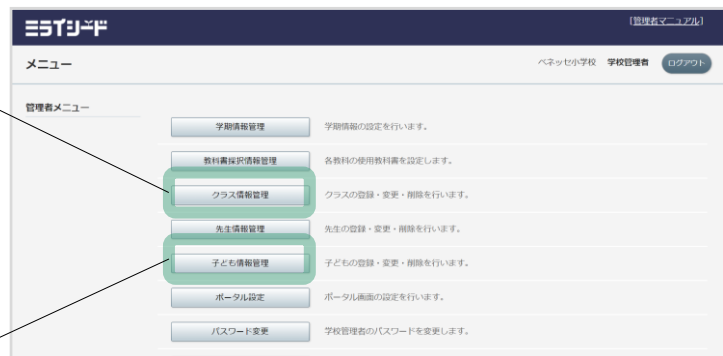 ミライシード
[管理者マニュアル]
メニュー
ベネッセ小学校 学校管理者 ログアウト
管理者メニュー
学期情報管理 学期情報の設定を行います。
教科書採択情報管理 各教科の使用教科書を設定します。
クラス情報管理 クラスの登録・変更・削除を行います。
先生情報管理 先生の登録・変更・削除を行います。
子ども情報管理 子どもの登録・変更・削除を行います。
ポータル設定 ポータル画面の設定を行います。
パスワード変更 学校管理者のパスワードを変更します。